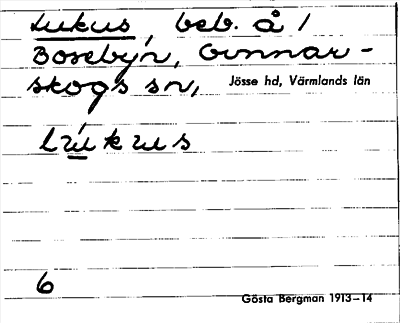 Lukus, beb. å /
Bosebyn, Gunnar-
skogs sn, Jösse hd, Värmlands län
Lúkus
6
Gösta Bergman 1913–14